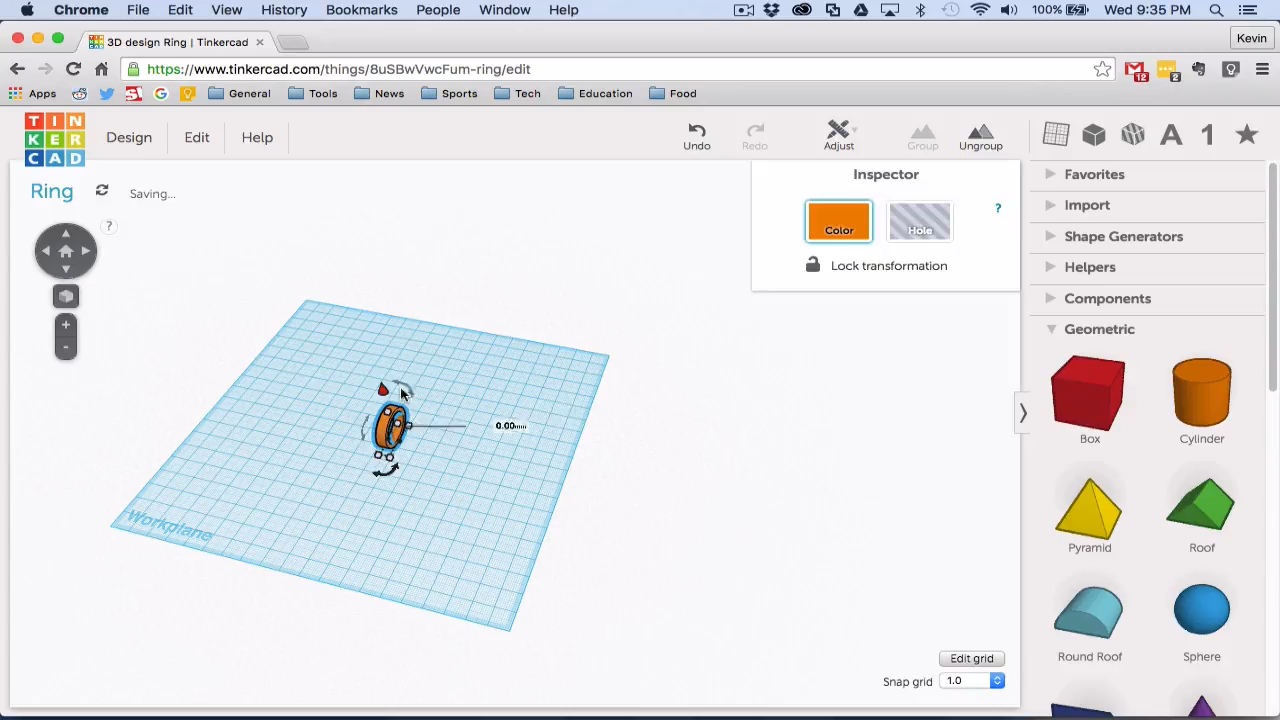 Chrome File Edit View History Bookmarks People Window Help 100% Wed 9:35 PM
3D design Ring | Tinkercad Kevin
https://www.tinkercad.com/things/8uSBwVwcFum-ring/edit 12 2
Apps General Tools News Sports Tech Education Food
TIN
KER
CAD
Design Edit Help Undo Redo Adjust Group Ungroup A 1
Ring Saving...
?
+
-
Workplane
0.00
Inspector
Color Hole ?
Lock transformation
Edit grid
Snap grid 1.0
Favorites
Import
Shape Generators
Helpers
Components
Geometric
Box Cylinder
Pyramid Roof
Round Roof Sphere